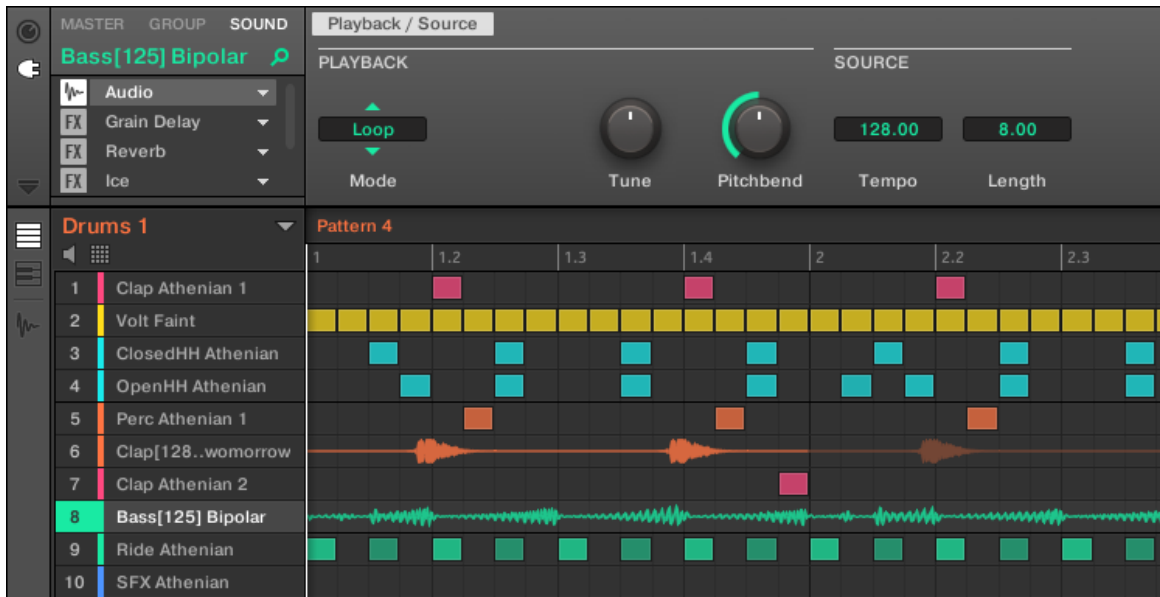 MASTER GROUP SOUND
Bass[125] Bipolar
Audio
FX Grain Delay
FX Reverb
FX Ice
Playback / Source
PLAYBACK
SOURCE
Loop
128.00
8.00
Mode
Tune
Pitchbend
Tempo
Length
Drums 1
Pattern 4
1 1.2 1.3 1.4 2 2.2 2.3
1 Clap Athenian 1
2 Volt Faint
3 ClosedHH Athenian
4 OpenHH Athenian
5 Perc Athenian 1
6 Clap[128..womorrow
7 Clap Athenian 2
8 Bass[125] Bipolar
9 Ride Athenian
10 SFX Athenian